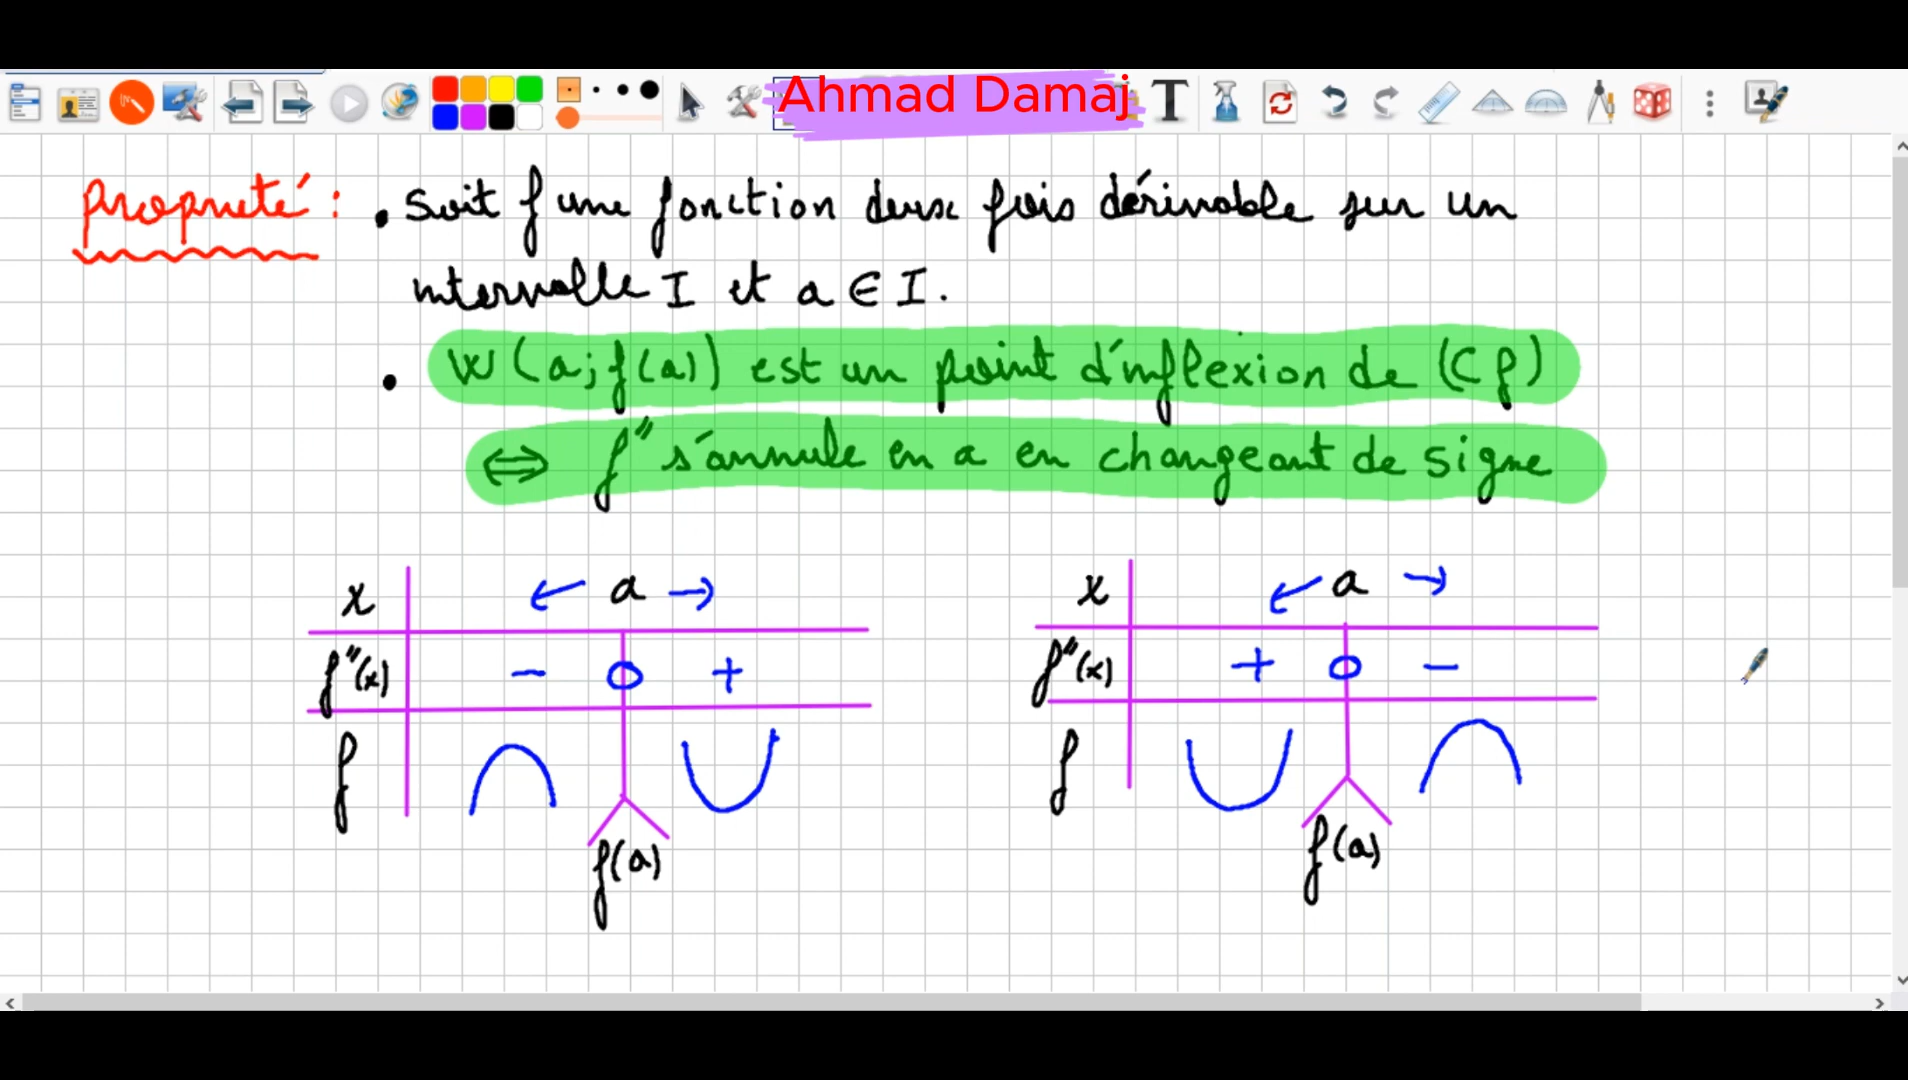 Ahmad Damaj
T
Propriété : • Soit f une fonction deux fois dérivable sur un
intervalle I et a ∈ I.
• W(a; f(a)) est un point d'inflexion de (Cf)
⇔ f" s'annule en a en changeant de signe
x ← a →
f"(x) - 0 +
f
f(a)
x ← a →
f"(x) + 0 -
f
f(a)